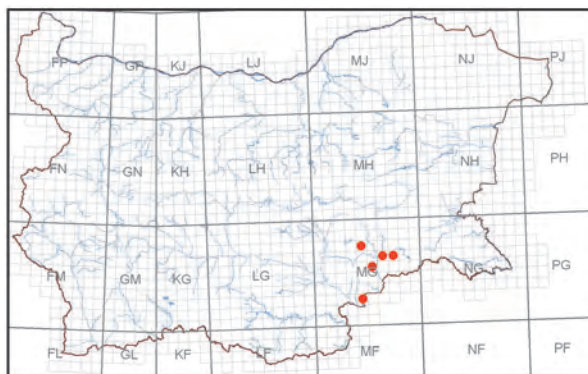 FP GP KJ LJ MJ NJ PJ
FN GN KH LH MH NH PH
FM GM KG LG MG NG PG
FL GL KF LF MF NF PF